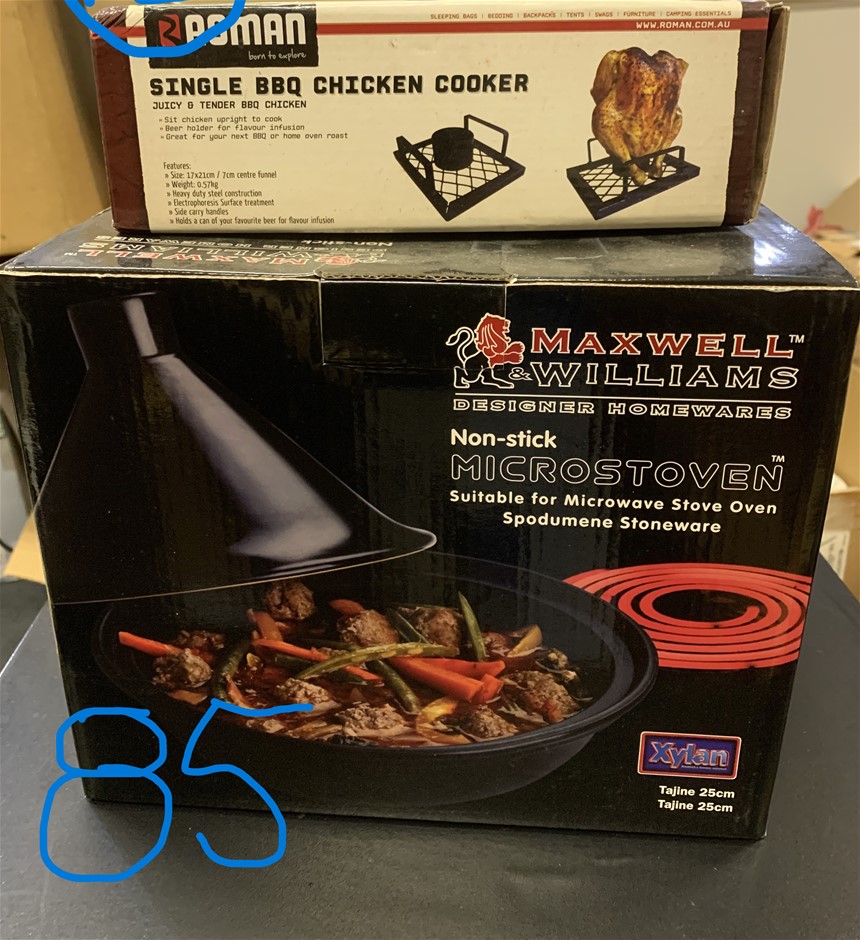 SLEEPING BAGS | BEDDING | BACKPACKS | TENTS | SWAGS | FURNITURE | CAMPING ESSENTIALS
WWW.ROMAN.COM.AU
ROMAN
born to explore
SINGLE BBQ CHICKEN COOKER
JUICY & TENDER BBQ CHICKEN
Sit chicken upright to cook
Beer holder for flavour infusion
Great for your next BBQ or home oven roast
Features:
» Size: 17x21cm / 7cm centre funnel
» Weight: 0.57kg
» Heavy duty steel construction
» Electrophoresis Surface treatment
» Side carry handles
» Holds a can of your favourite beer for flavour infusion
MAXWELL
& WILLIAMS
Non-stick
MAXWELL™
& WILLIAMS
DESIGNER HOMEWARES
Non-stick
MICROSTOVEN™
Suitable for Microwave Stove Oven
Spodumene Stoneware
Xylan
Tajine 25cm
Tajine 25cm
85